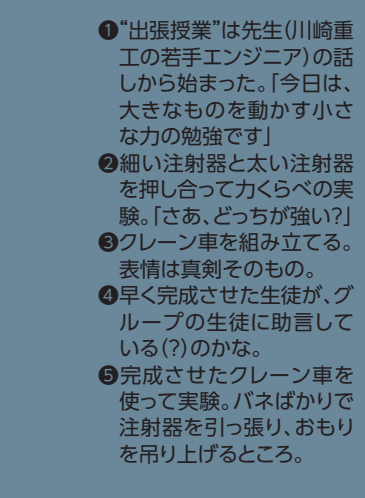 ❶“出張授業”は先生(川崎重
工の若手エンジニア)の話
しから始まった。「今日は、
大きなものを動かす小さ
な力の勉強です」
❷細い注射器と太い注射器
を押し合って力くらべの実
験。「さあ、どっちが強い?」
❸クレーン車を組み立てる。
表情は真剣そのもの。
❹早く完成させた生徒が、グ
ループの生徒に助言して
いる(?)のかな。
❺完成させたクレーン車を
使って実験。バネばかりで
注射器を引っ張り、おもり
を吊り上げるところ。